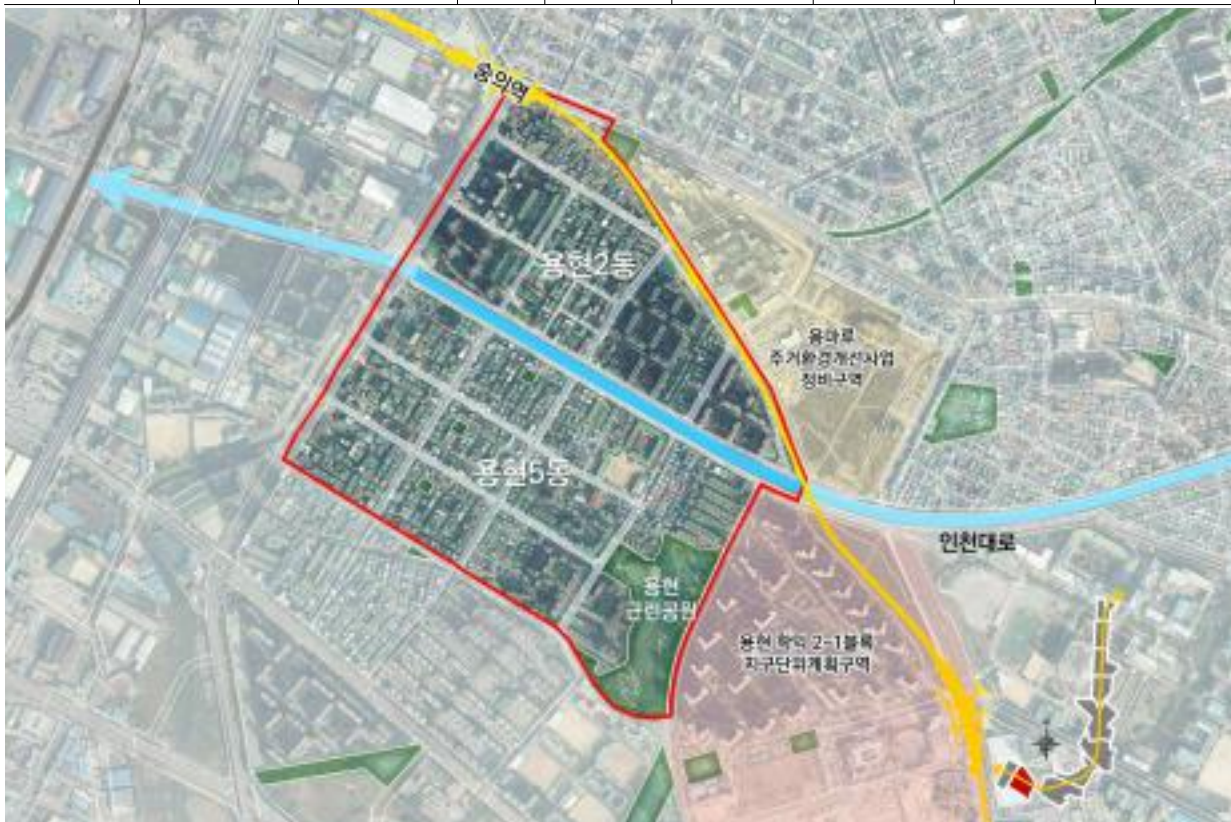 숭의역
용현2동
용마루
주거환경개선사업
정비구역
용현5동
인천대로
용현
근린공원
용현 학익 2-1블록
지구단위계획구역